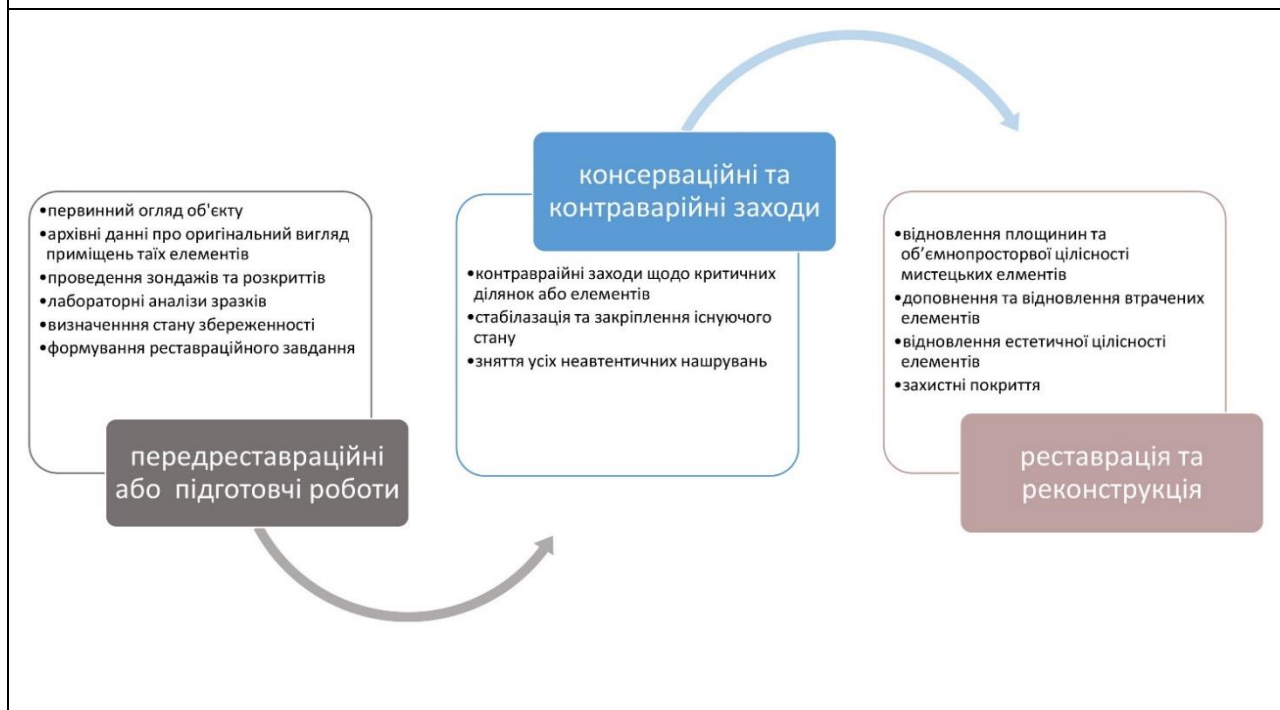 •первинний огляд об'єкту
•архівні данні про оригінальний вигляд
приміщень таїх елементів
•проведення зондажів та розкриттів
•лабораторні аналізи зразків
•визначенння стану збереженності
•формування реставраційного завдання
передреставраційні
або підготовчі роботи
консерваційні та
контраварійні заходи
•контравраійні заходи щодо критичних
ділянок або елементів
•стабілазація та закріплення існуючого
стану
•зняття усіх неавтентичних нашрувань
•відновлення площинин та
об’ємнопросторвої цілісності
мистецьких елментів
•доповнення та відновлення втрачених
елементів
•відновлення естетичної цілісності
елементів
•захистні покриття
реставрація та
реконструкція